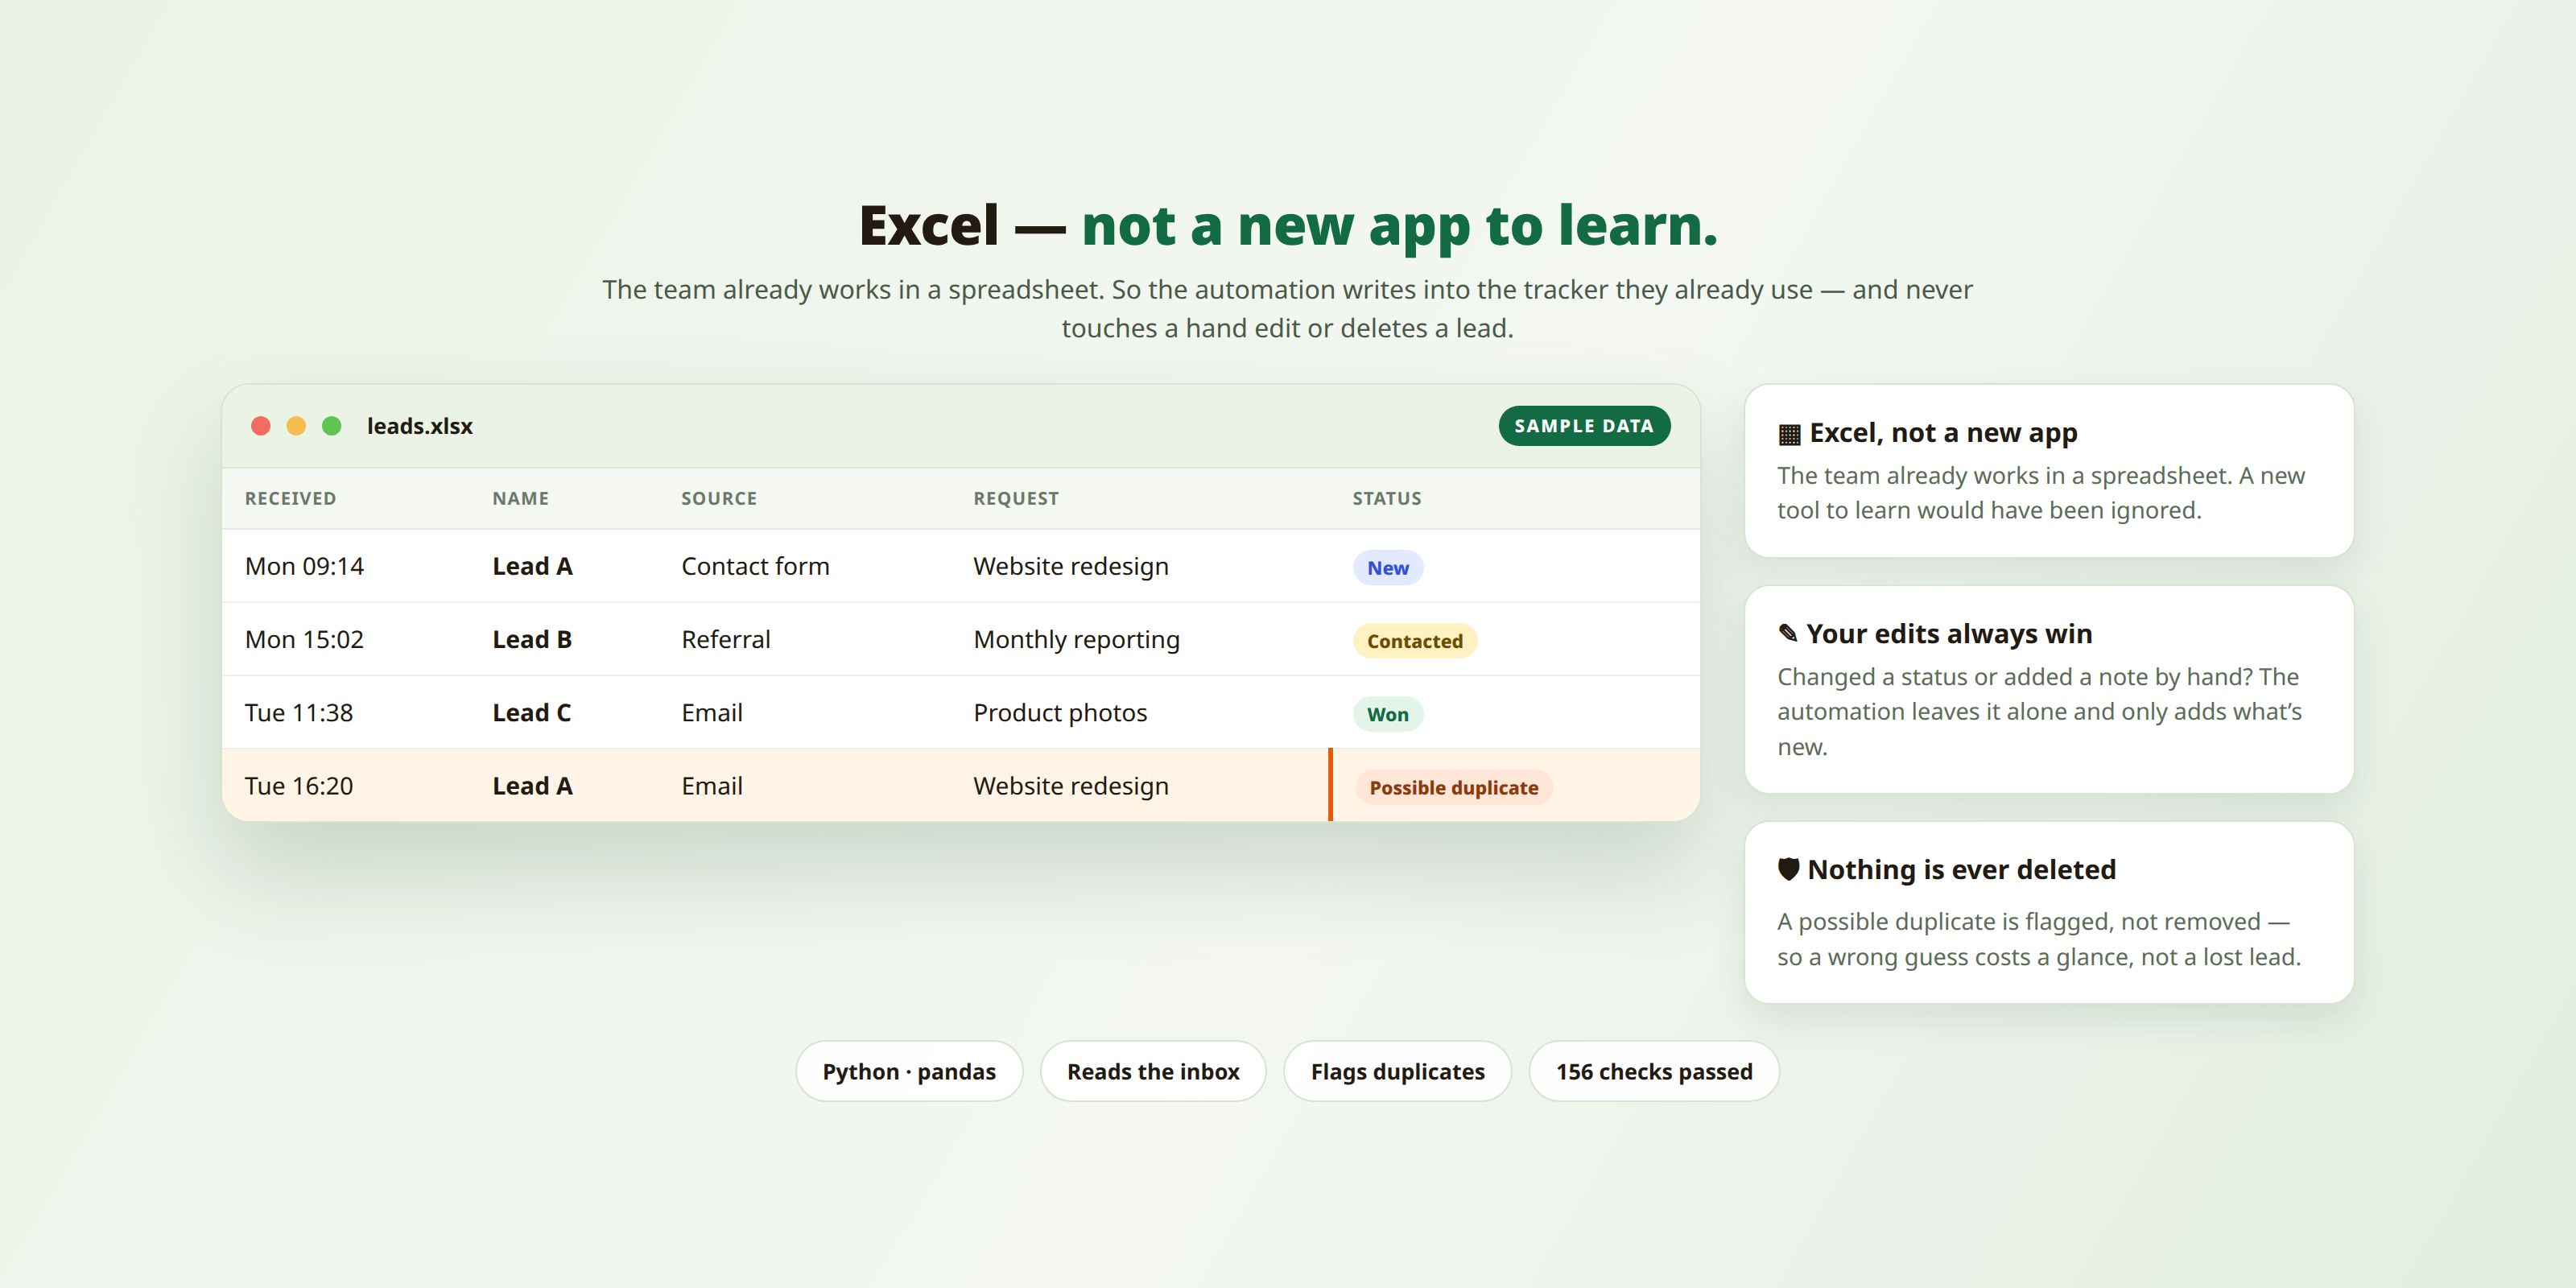 Excel — not a new app to learn.
The team already works in a spreadsheet. So the automation writes into the tracker they already use — and never
touches a hand edit or deletes a lead.
leads.xlsx
SAMPLE DATA
RECEIVED NAME SOURCE REQUEST STATUS
Mon 09:14 Lead A Contact form Website redesign New
Mon 15:02 Lead B Referral Monthly reporting Contacted
Tue 11:38 Lead C Email Product photos Won
Tue 16:20 Lead A Email Website redesign Possible duplicate
Excel, not a new app
The team already works in a spreadsheet. A new
tool to learn would have been ignored.
Your edits always win
Changed a status or added a note by hand? The
automation leaves it alone and only adds what’s
new.
Nothing is ever deleted
A possible duplicate is flagged, not removed —
so a wrong guess costs a glance, not a lost lead.
Python · pandas
Reads the inbox
Flags duplicates
156 checks passed